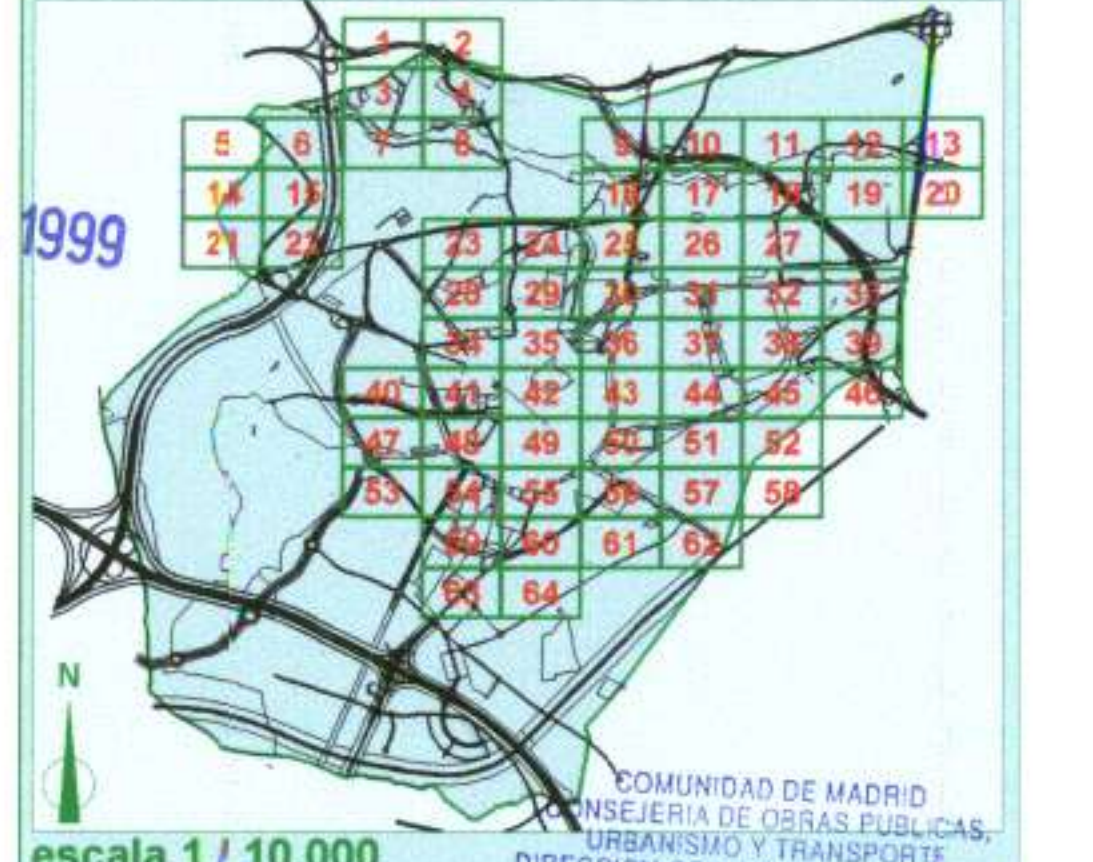 1 2
3 4
5 6 7 8 9 10 11 12 13
14 15 16 17 18 19 20
1999
21 22 23 24 25 26 27
28 29 30 31 32 33
34 35 36 37 38 39
40 41 42 43 44 45 46
47 48 49 50 51 52
53 54 55 56 57 58
59 60 61 62
63 64
N
COMUNIDAD DE MADRID
CONSEJERIA DE OBRAS PUBLICAS,
URBANISMO Y TRANSPORTE
escala 1 / 10.000